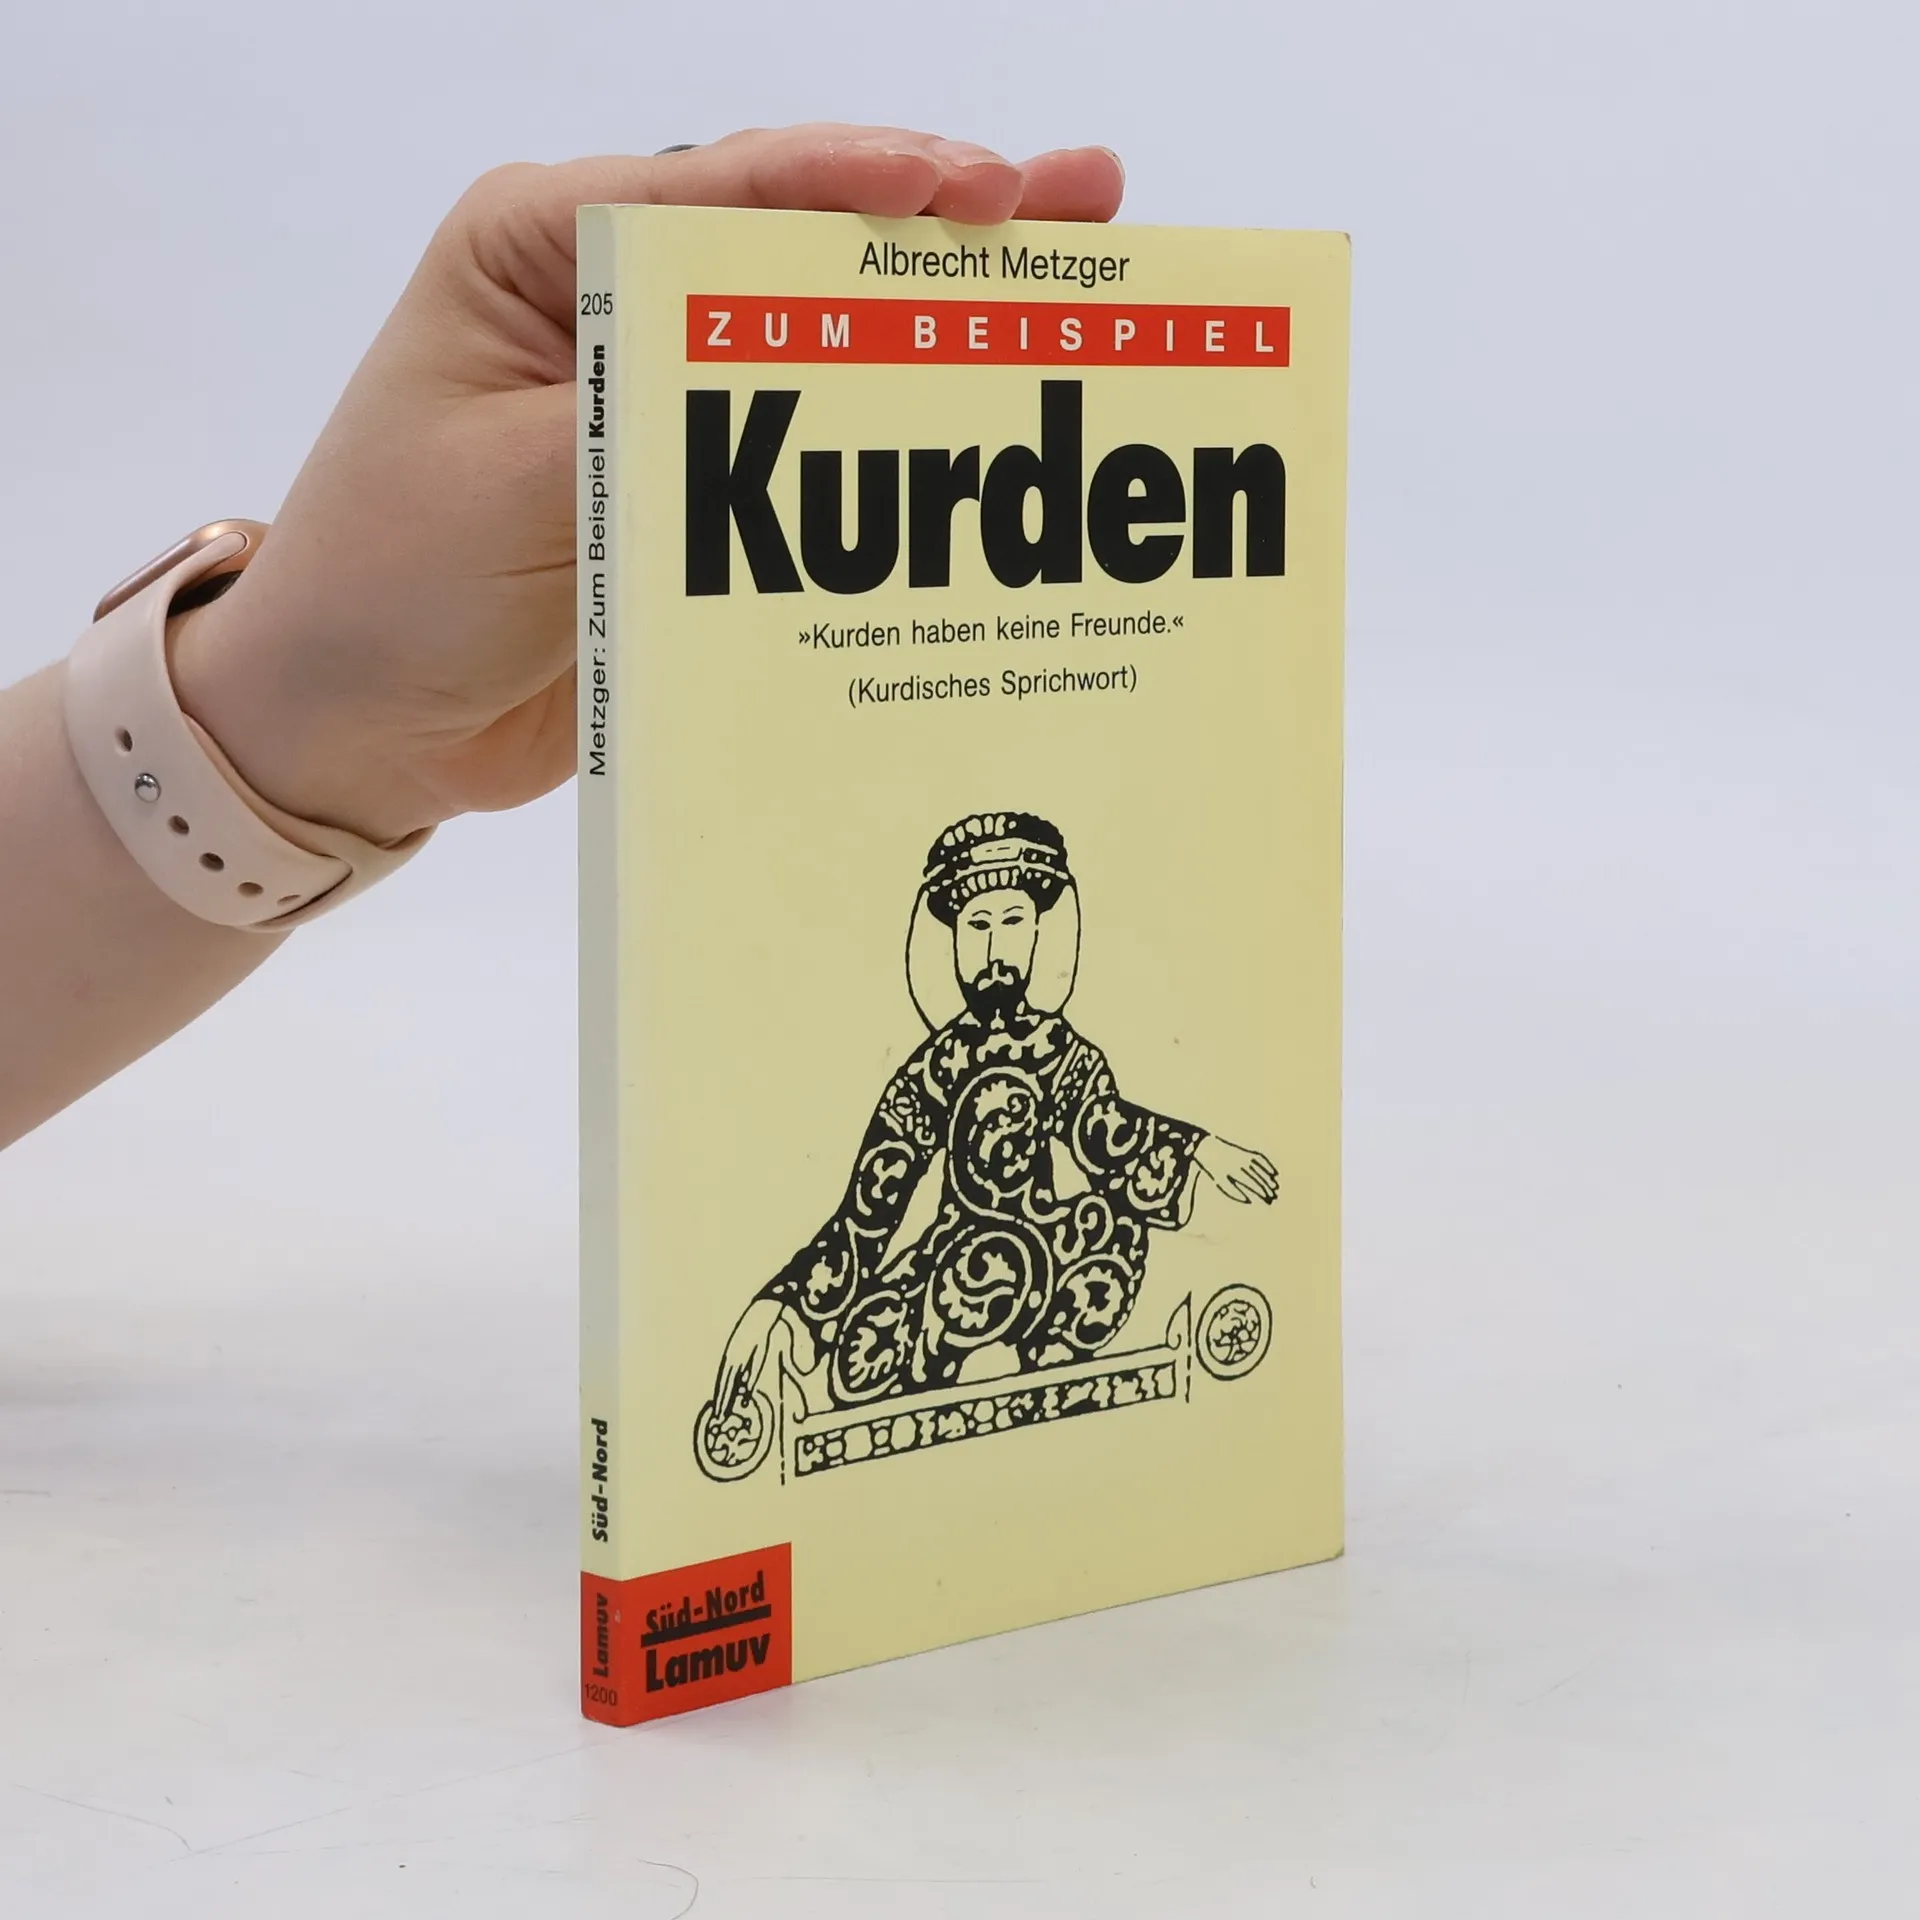 Albrecht Metzger
ZUM BEISPIEL
Kurden
»Kurden haben keine Freunde.«
(Kurdisches Sprichwort)
Süd-Nord
Lamuv
205
Metzger: Zum Beispiel Kurden
Süd-Nord
Lamuv
1200